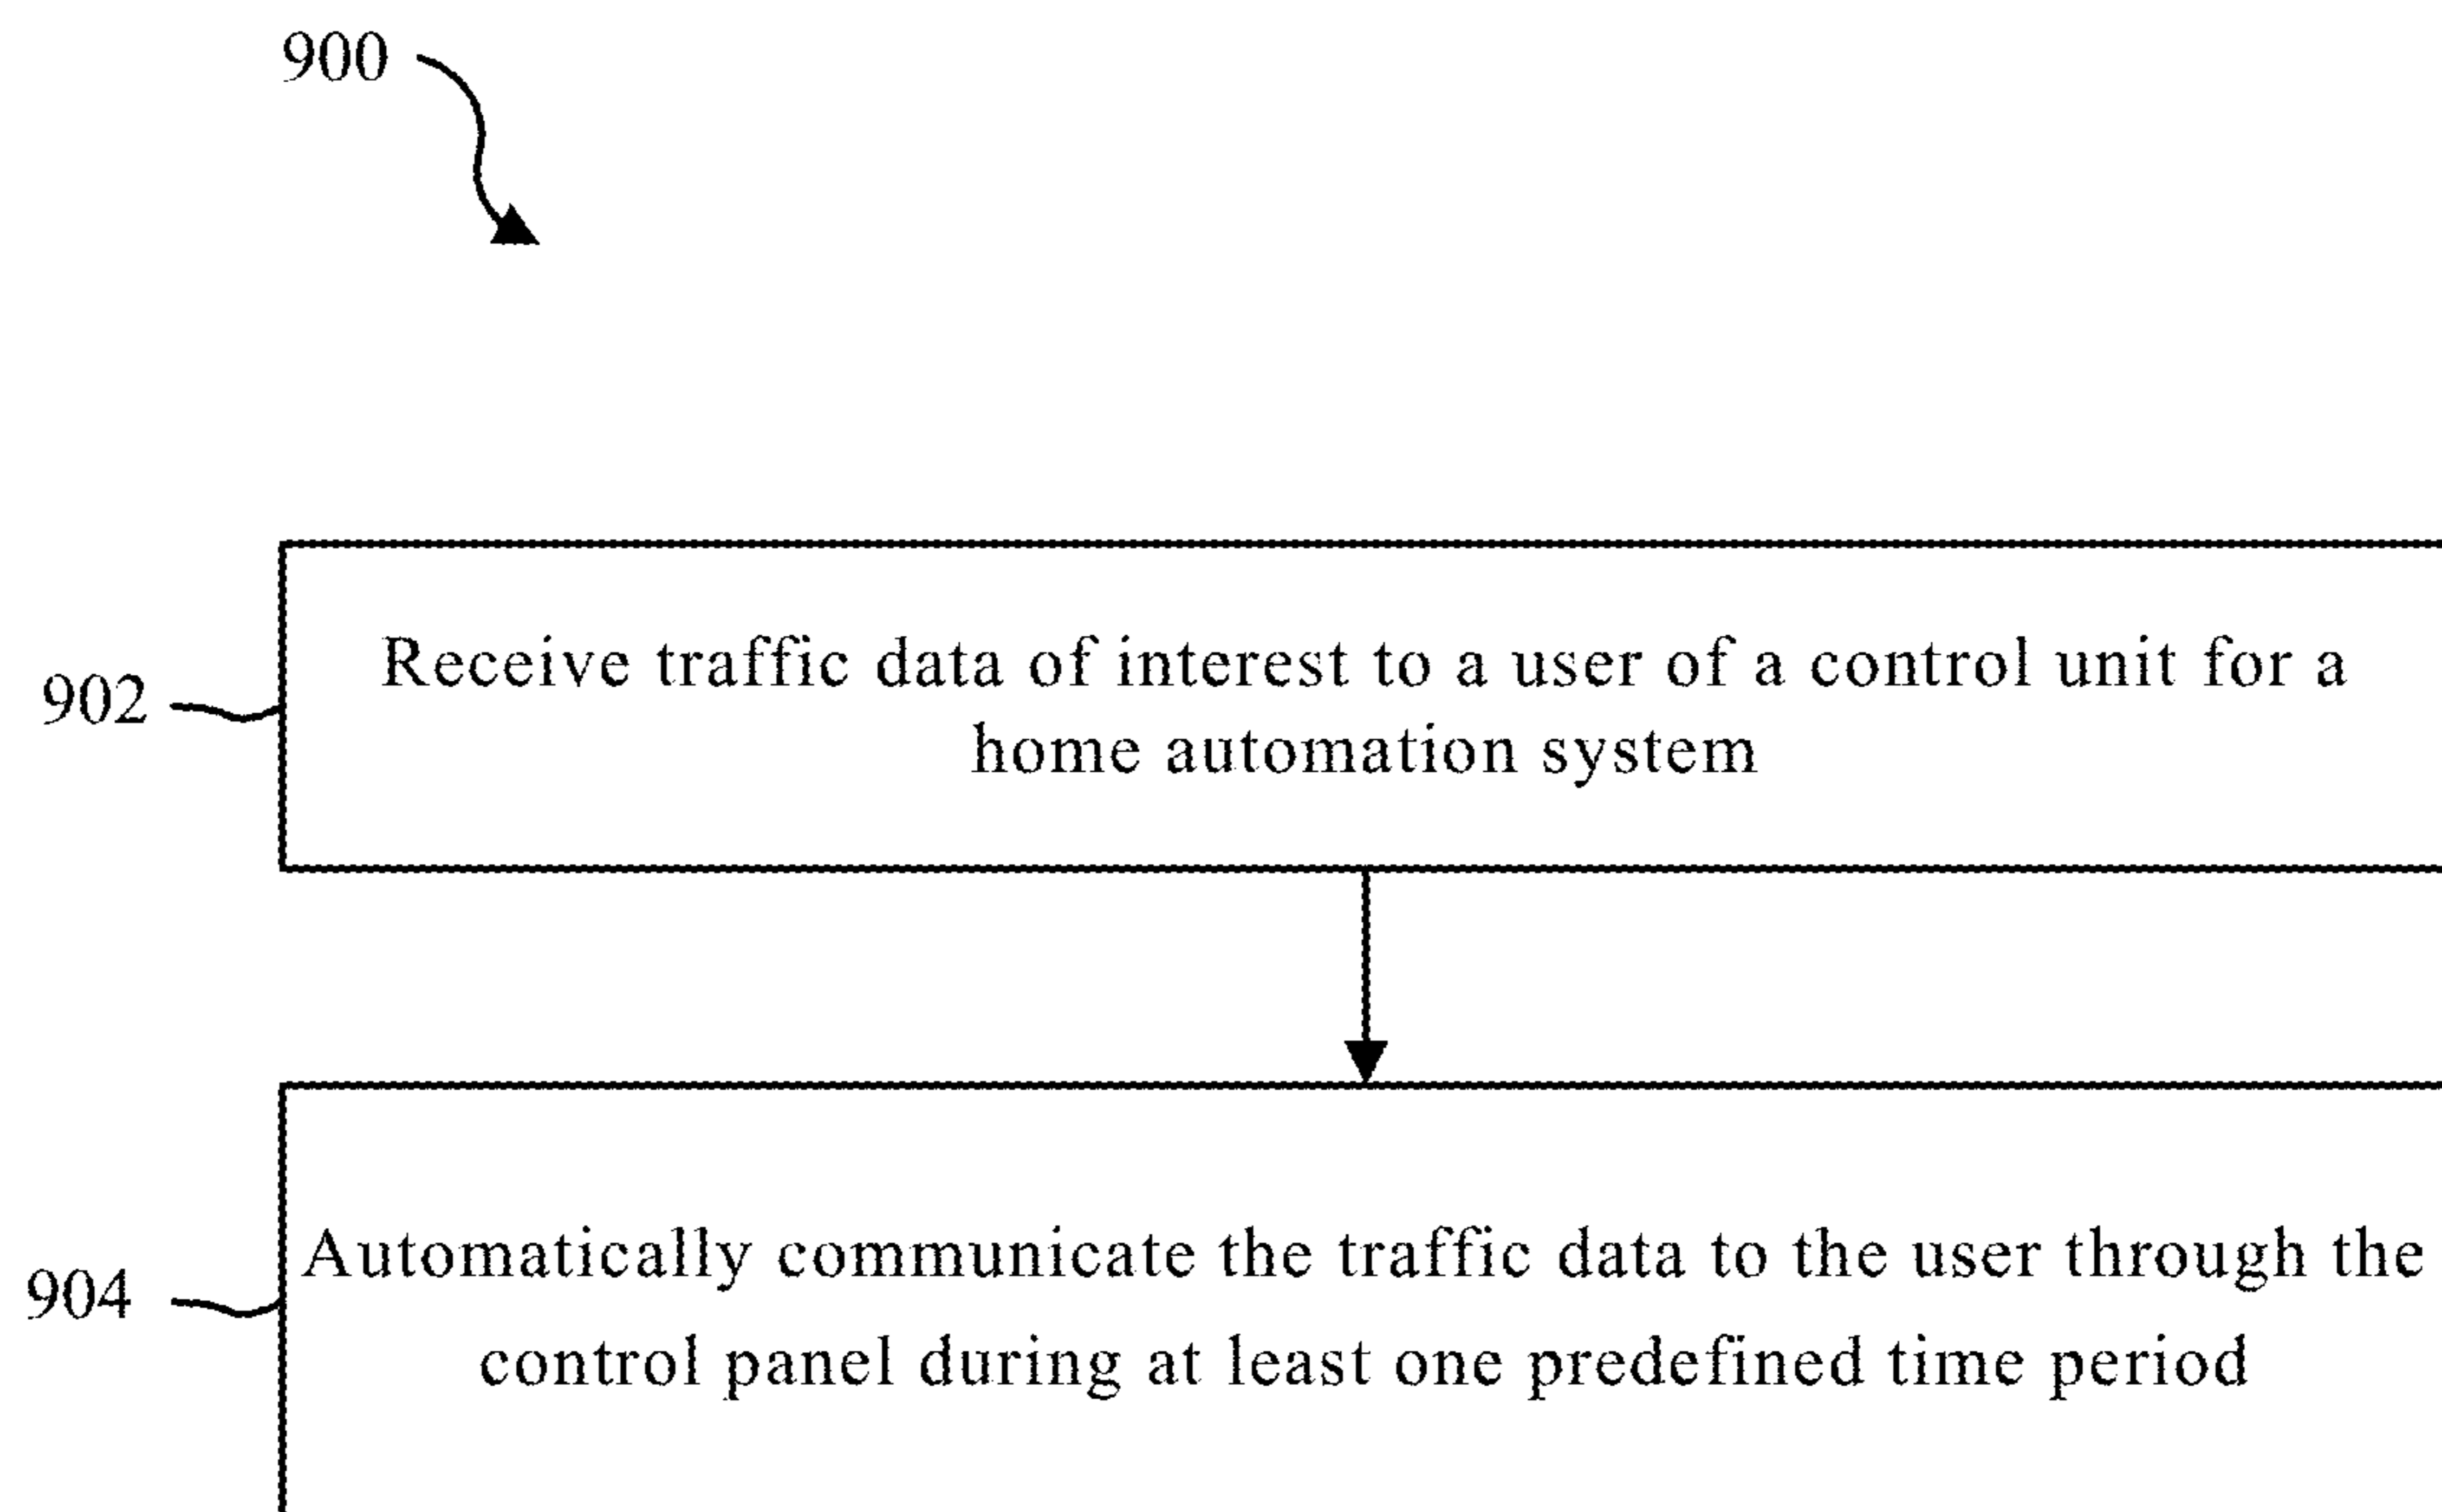 900
902
Receive traffic data of interest to a user of a control unit for a
home automation system
904
Automatically communicate the traffic data to the user through the
control panel during at least one predefined time period